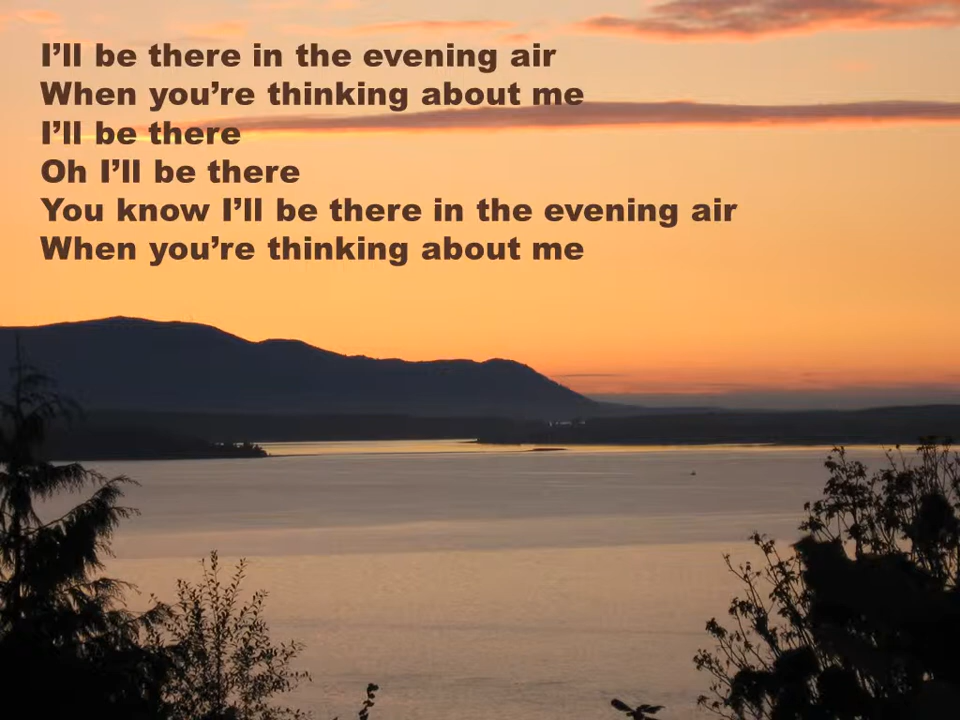 I’ll be there in the evening air
When you’re thinking about me
I’ll be there
Oh I’ll be there
You know I’ll be there in the evening air
When you’re thinking about me